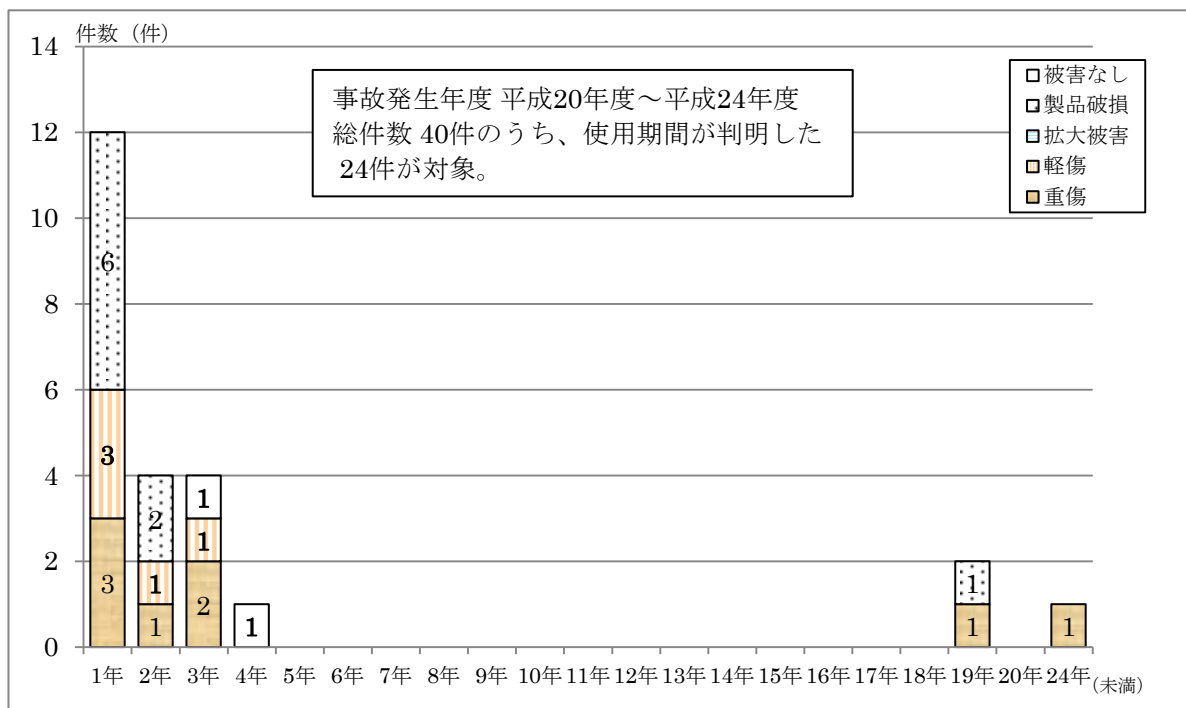 件数（件）
14
12
10
8
6
4
2
0
事故発生年度 平成20年度～平成24年度
総件数 40件のうち、使用期間が判明した
24件が対象。
被害なし
製品破損
拡大被害
軽傷
重傷
6
3
3
2
1
1
1
1
2
1
1
1
1
1年 2年 3年 4年 5年 6年 7年 8年 9年 10年 11年 12年 13年 14年 15年 16年 17年 18年 19年 20年 24年 (未満)